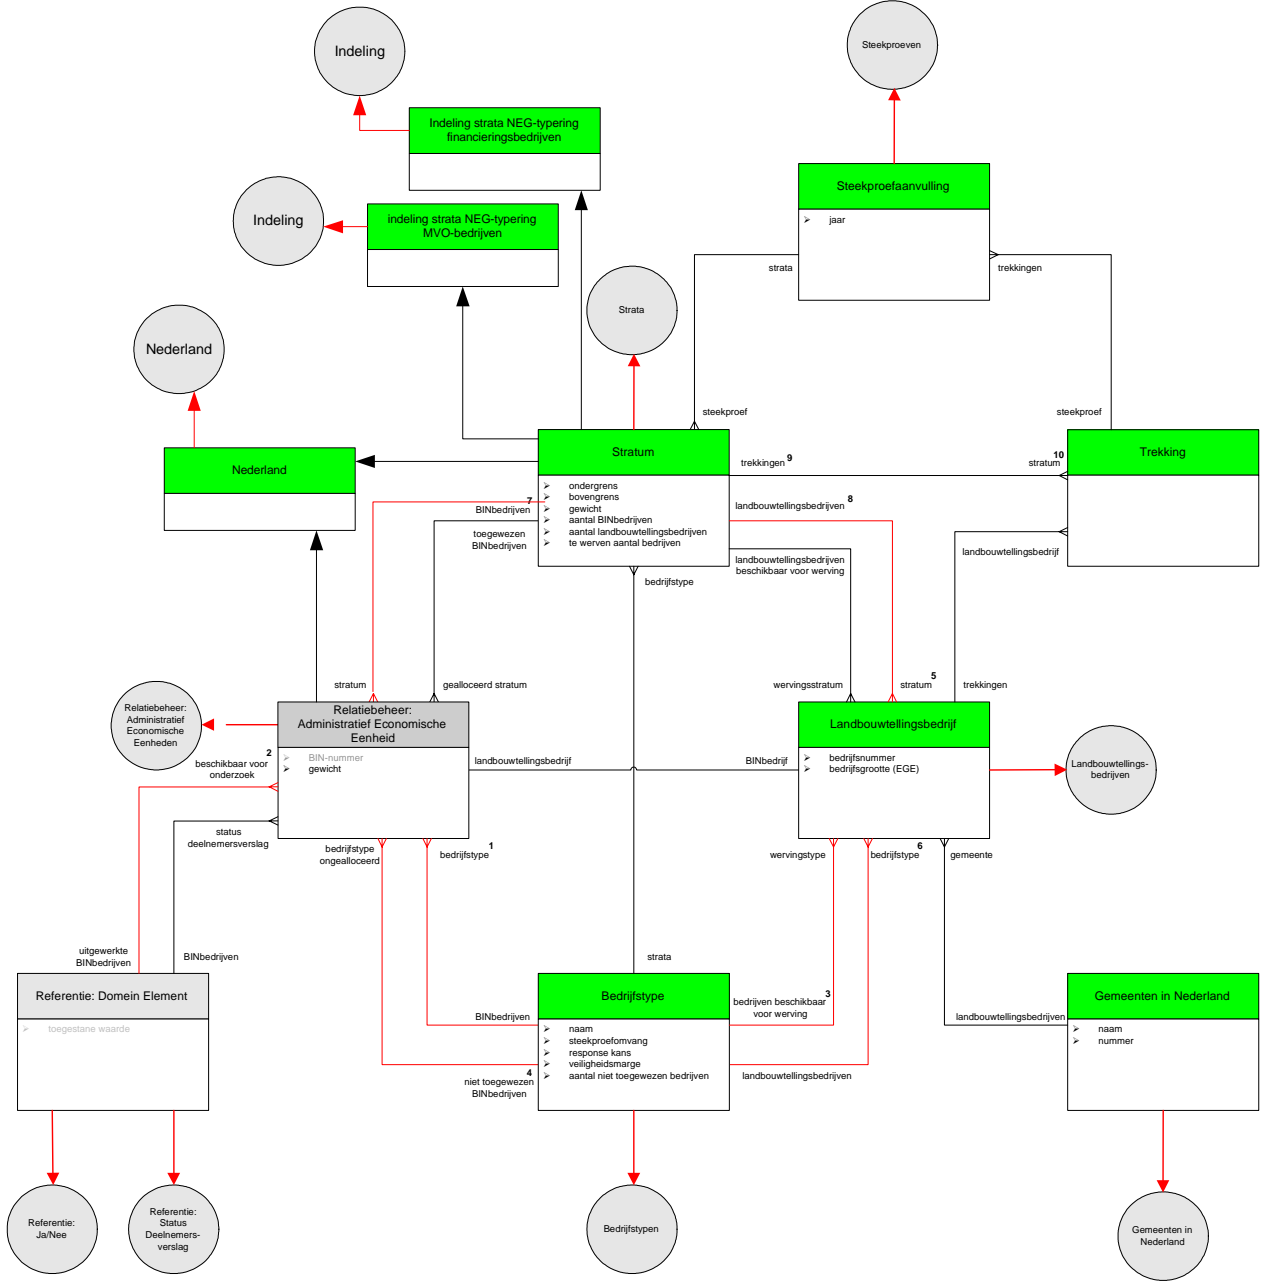 Indeling
Steekproeven
Indeling strata NEG-typering
financieringsbedrijven
Steekproefaanvulling
jaar
Indeling
indeling strata NEG-typering
MVO-bedrijven
strata
trekkingen
Strata
Nederland
steekproef
steekproef
Nederland
Stratum
ondergrens
bovengrens
gewicht
aantal BINbedrijven
aantal landbouwtellingsbedrijven
te werven aantal bedrijven
trekkingen 9
10
stratum
Trekking
7
BINbedrijven
toegewezen
BINbedrijven
landbouwtellingsbedrijven 8
landbouwtellingsbedrijven
beschikbaar voor werving
landbouwtellingsbedrijf
bedrijfstype
stratum
gealloceerd stratum
wervingsstratum
stratum 5
trekkingen
Relatiebeheer:
Administratief
Economische
Eenheden
Relatiebeheer:
Administratief Economische
Eenheid
BIN-nummer
gewicht
Landbouwtellingsbedrijf
bedrijfsnummer
bedrijfsgrootte (EGE)
Landbouwtellings-
bedrijven
2
beschikbaar voor
onderzoek
landbouwtellingsbedrijf
BINbedrijf
status
deelnemersverslag
bedrijfstype
ongealloceerd
bedrijfstype 1
wervingstype
bedrijfstype 6
gemeente
uitgewerkte
BINbedrijven
BINbedrijven
strata
Referentie: Domein Element
toegestane waarde
Bedrijfstype
naam
steekproefomvang
response kans
veiligheidsmarge
aantal niet toegewezen bedrijven
Gemeenten in Nederland
naam
nummer
BINbedrijven
3
bedrijven beschikbaar
voor werving
landbouwtellingsbedrijven
4
niet toegewezen
BINbedrijven
landbouwtellingsbedrijven
Referentie:
Ja/Nee
Referentie:
Status
Deelnemers-
verslag
Bedrijfstypen
Gemeenten in
Nederland